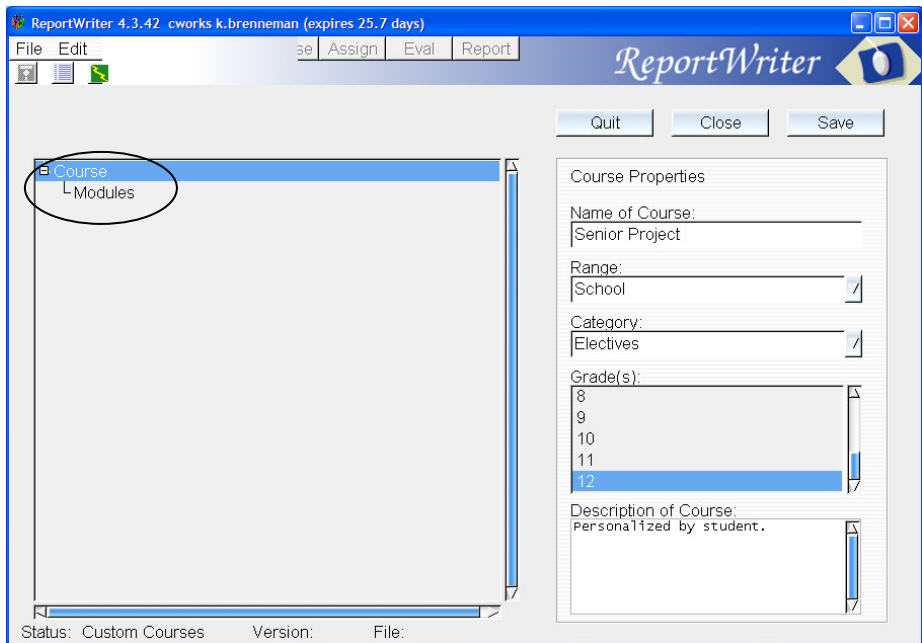 ReportWriter 4.3.42 cworks k.brenneman (expires 25.7 days)
File Edit se Assign Eval Report
ReportWriter
Quit Close Save
Course
Modules
Course Properties
Name of Course:
Senior Project
Range:
School
Category:
Electives
Grade(s):
8
9
10
11
12
Description of Course:
Personalized by student.
Status: Custom Courses Version: File: